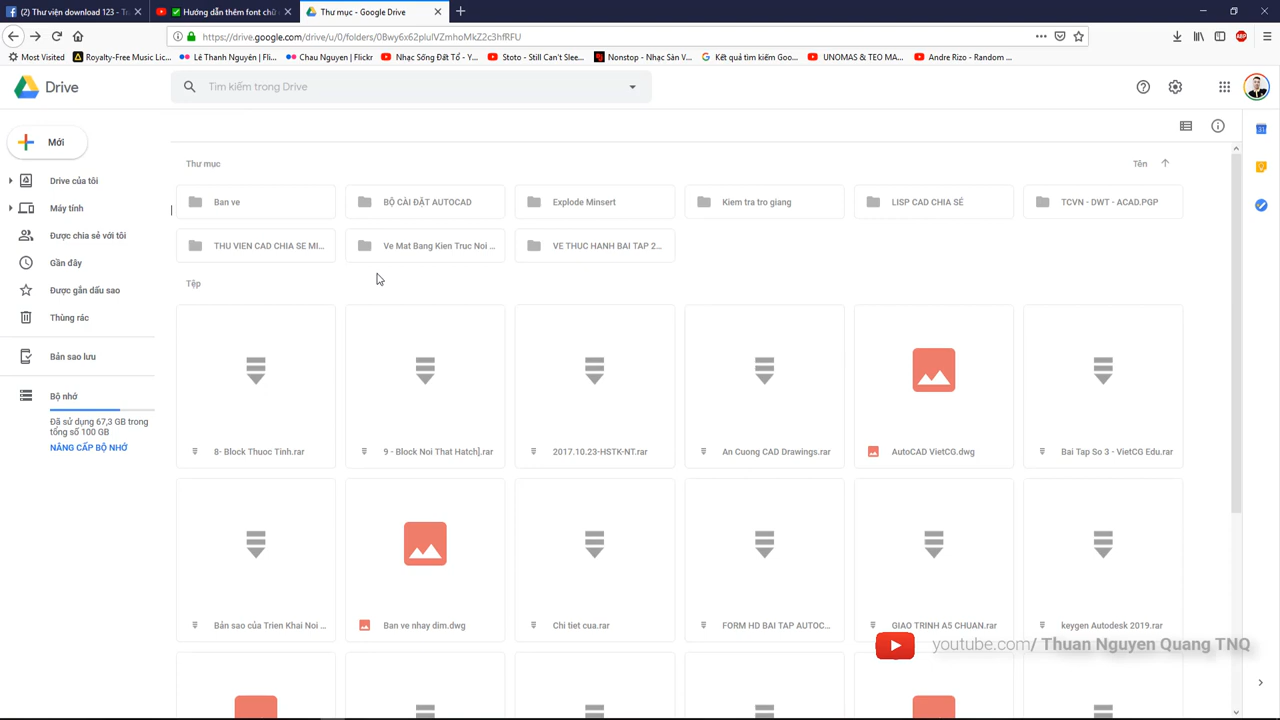 (2) Thư viện download 123 - Tr
Hướng dẫn thêm font chữ
Thư mục - Google Drive
https://drive.google.com/drive/u/0/folders/0Bwy6x62pluIVZmhoMkZ2c3hfRFU
ABP
Most Visited
Royalty-Free Music Lic...
Lê Thanh Nguyên | Fli...
Chau Nguyen | Flickr
Nhạc Sống Đất Tổ - Y...
Stoto - Still Can't Slee...
Nonstop - Nhạc Sàn V...
Kết quả tìm kiếm Goo...
UNOMAS & TEO MA...
Andre Rizo - Random ...
Drive
Tìm kiếm trong Drive
Mới
Drive của tôi
Máy tính
Được chia sẻ với tôi
Gần đây
Được gắn dấu sao
Thùng rác
Bản sao lưu
Bộ nhớ
Đã sử dụng 67,3 GB trong
tổng số 100 GB
NÂNG CẤP BỘ NHỚ
Thư mục
Tên
Ban ve
BỘ CÀI ĐẶT AUTOCAD
Explode Minsert
Kiem tra tro giang
LISP CAD CHIA SẺ
TCVN - DWT - ACAD.PGP
THU VIEN CAD CHIA SE MI...
Ve Mat Bang Kien Truc Noi ...
VE THUC HANH BAI TAP 2...
Tệp
8- Block Thuoc Tinh.rar
9 - Block Noi That Hatch].rar
2017.10.23-HSTK-NT.rar
An Cuong CAD Drawings.rar
AutoCAD VietCG.dwg
Bai Tap So 3 - VietCG Edu.rar
Bản sao của Trien Khai Noi ...
Ban ve nhay dim.dwg
Chi tiet cua.rar
FORM HD BAI TAP AUTOC...
GIAO TRINH A5 CHUAN.rar
keygen Autodesk 2019.rar
youtube.com/ Thuan Nguyen Quang TNQ
31